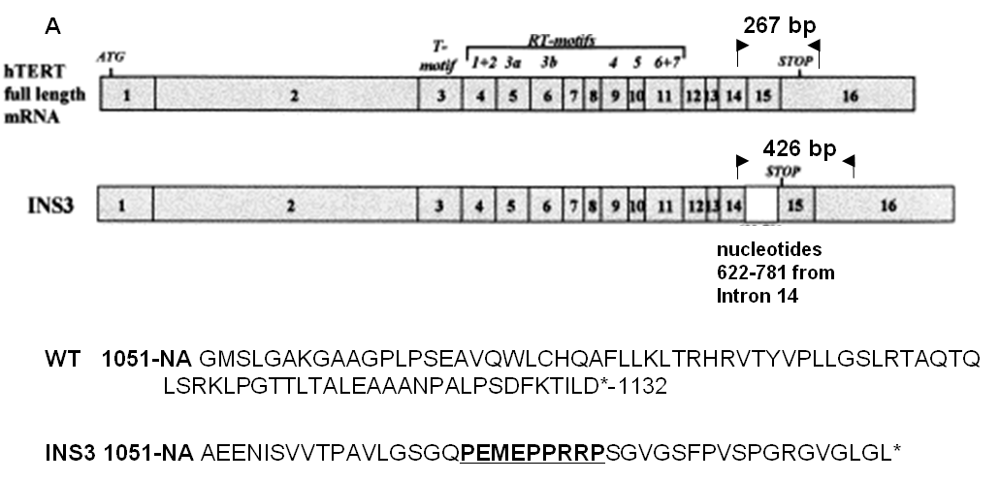 A
267 bp
RT-motifs
T-motif
ATG
1+2 3a 3b 4 5 6+7
STOP
hTERT
full length
mRNA
1 2 3 4 5 6 7 8 9 10 11 12 13 14 15 16
426 bp
STOP
INS3
1 2 3 4 5 6 7 8 9 10 11 12 13 14 15 16
nucleotides
622-781 from
Intron 14
WT 1051-NA GMSLGAKGAAGPLPSEAVQWLCHQAFLLKLTRHRVTYVPLLGSLRTAQTQ
LSRKLPGTTLTALEAAANPALPSDFKTILD*-1132
INS3 1051-NA AEENISVVTPAVLGSGQPEMEPPRRPSGVGSFPVSPGRGVGLGL*